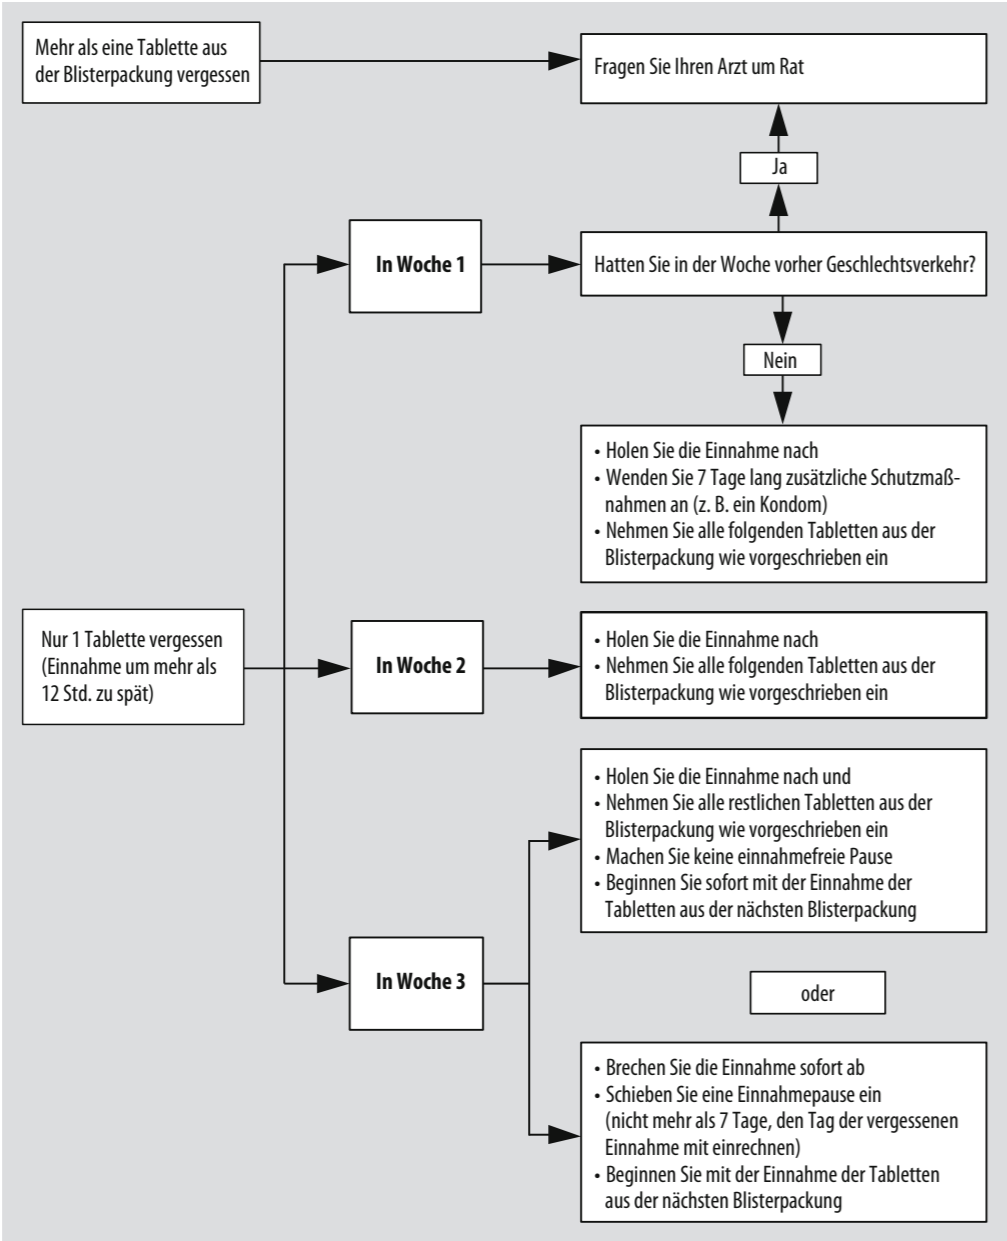 Mehr als eine Tablette aus
der Blisterpackung vergessen
Fragen Sie Ihren Arzt um Rat
Ja
In Woche 1
Hatten Sie in der Woche vorher Geschlechtsverkehr?
Nein
• Holen Sie die Einnahme nach
• Wenden Sie 7 Tage lang zusätzliche Schutzmaß-
nahmen an (z. B. ein Kondom)
• Nehmen Sie alle folgenden Tabletten aus der
Blisterpackung wie vorgeschrieben ein
Nur 1 Tablette vergessen
(Einnahme um mehr als
12 Std. zu spät)
In Woche 2
• Holen Sie die Einnahme nach
• Nehmen Sie alle folgenden Tabletten aus der
Blisterpackung wie vorgeschrieben ein
• Holen Sie die Einnahme nach und
• Nehmen Sie alle restlichen Tabletten aus der
Blisterpackung wie vorgeschrieben ein
• Machen Sie keine einnahmefreie Pause
• Beginnen Sie sofort mit der Einnahme der
Tabletten aus der nächsten Blisterpackung
In Woche 3
oder
• Brechen Sie die Einnahme sofort ab
• Schieben Sie eine Einnahmepause ein
(nicht mehr als 7 Tage, den Tag der vergessenen
Einnahme mit einrechnen)
• Beginnen Sie mit der Einnahme der Tabletten
aus der nächsten Blisterpackung